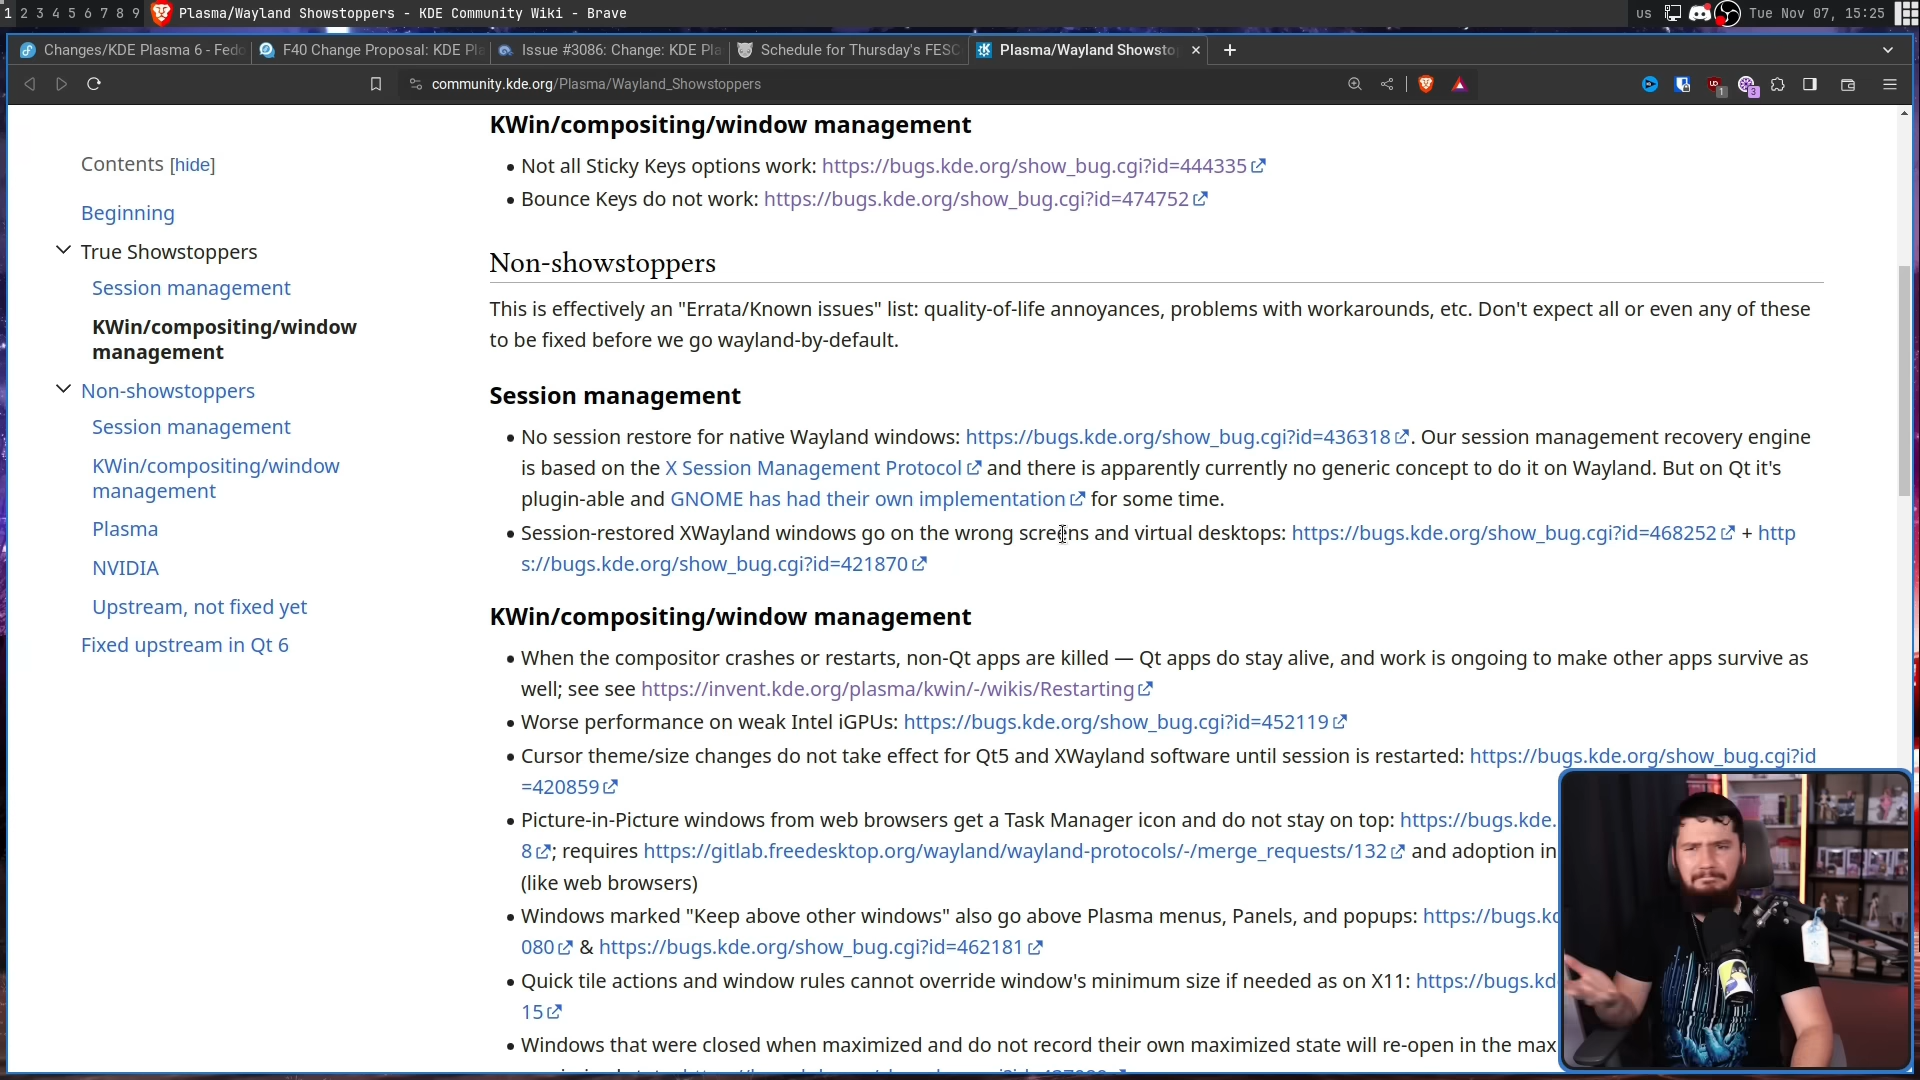 1 2 3 4 5 6 7 8 9 Plasma/Wayland Showstoppers - KDE Community Wiki - Brave
us Tue Nov 07, 15:25
Changes/KDE Plasma 6 - Fedo
F40 Change Proposal: KDE Pl
Issue #3086: Change: KDE Pla
Schedule for Thursday's FESC
Plasma/Wayland Showsto
community.kde.org/Plasma/Wayland_Showstoppers
1
3
Contents [hide]
Beginning
True Showstoppers
Session management
KWin/compositing/window
management
Non-showstoppers
Session management
KWin/compositing/window
management
Plasma
NVIDIA
Upstream, not fixed yet
Fixed upstream in Qt 6
KWin/compositing/window management
• Not all Sticky Keys options work: https://bugs.kde.org/show_bug.cgi?id=444335
• Bounce Keys do not work: https://bugs.kde.org/show_bug.cgi?id=474752
Non-showstoppers
This is effectively an "Errata/Known issues" list: quality-of-life annoyances, problems with workarounds, etc. Don't expect all or even any of these
to be fixed before we go wayland-by-default.
Session management
• No session restore for native Wayland windows: https://bugs.kde.org/show_bug.cgi?id=436318. Our session management recovery engine
is based on the X Session Management Protocol and there is apparently currently no generic concept to do it on Wayland. But on Qt it's
plugin-able and GNOME has had their own implementation for some time.
• Session-restored XWayland windows go on the wrong screens and virtual desktops: https://bugs.kde.org/show_bug.cgi?id=468252 + http
s://bugs.kde.org/show_bug.cgi?id=421870
KWin/compositing/window management
• When the compositor crashes or restarts, non-Qt apps are killed — Qt apps do stay alive, and work is ongoing to make other apps survive as
well; see see https://invent.kde.org/plasma/kwin/-/wikis/Restarting
• Worse performance on weak Intel iGPUs: https://bugs.kde.org/show_bug.cgi?id=452119
• Cursor theme/size changes do not take effect for Qt5 and XWayland software until session is restarted: https://bugs.kde.org/show_bug.cgi?id
=420859
• Picture-in-Picture windows from web browsers get a Task Manager icon and do not stay on top: https://bugs.kde.
8; requires https://gitlab.freedesktop.org/wayland/wayland-protocols/-/merge_requests/132 and adoption in
(like web browsers)
• Windows marked "Keep above other windows" also go above Plasma menus, Panels, and popups: https://bugs.kd
080 & https://bugs.kde.org/show_bug.cgi?id=462181
• Quick tile actions and window rules cannot override window's minimum size if needed as on X11: https://bugs.kd
15
• Windows that were closed when maximized and do not record their own maximized state will re-open in the max